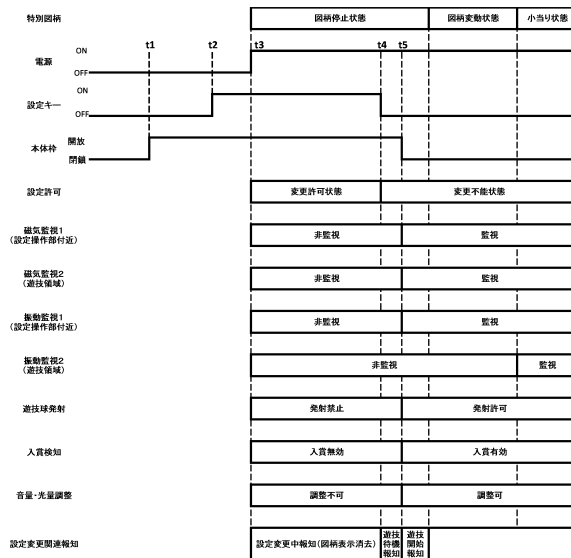 特別図柄 図柄停止状態 図柄変動状態 小当り状態
t1 t2 t3 t4 t5
電源 ON
OFF
設定キー ON
OFF
本体枠 開放
閉鎖
設定許可 変更許可状態 変更不能状態
磁気監視1
(設定操作部付近) 非監視 監視
磁気監視2
(遊技領域) 非監視 監視
振動監視1
(設定操作部付近) 非監視 監視
振動監視2
(遊技領域) 非監視 監視
遊技球発射 発射禁止 発射許可
入賞検知 入賞無効 入賞有効
音量・光量調整 調整不可 調整可
設定変更関連報知 設定変更中報知(図柄表示消去)
遊技
待機
報知
遊技
開始
報知